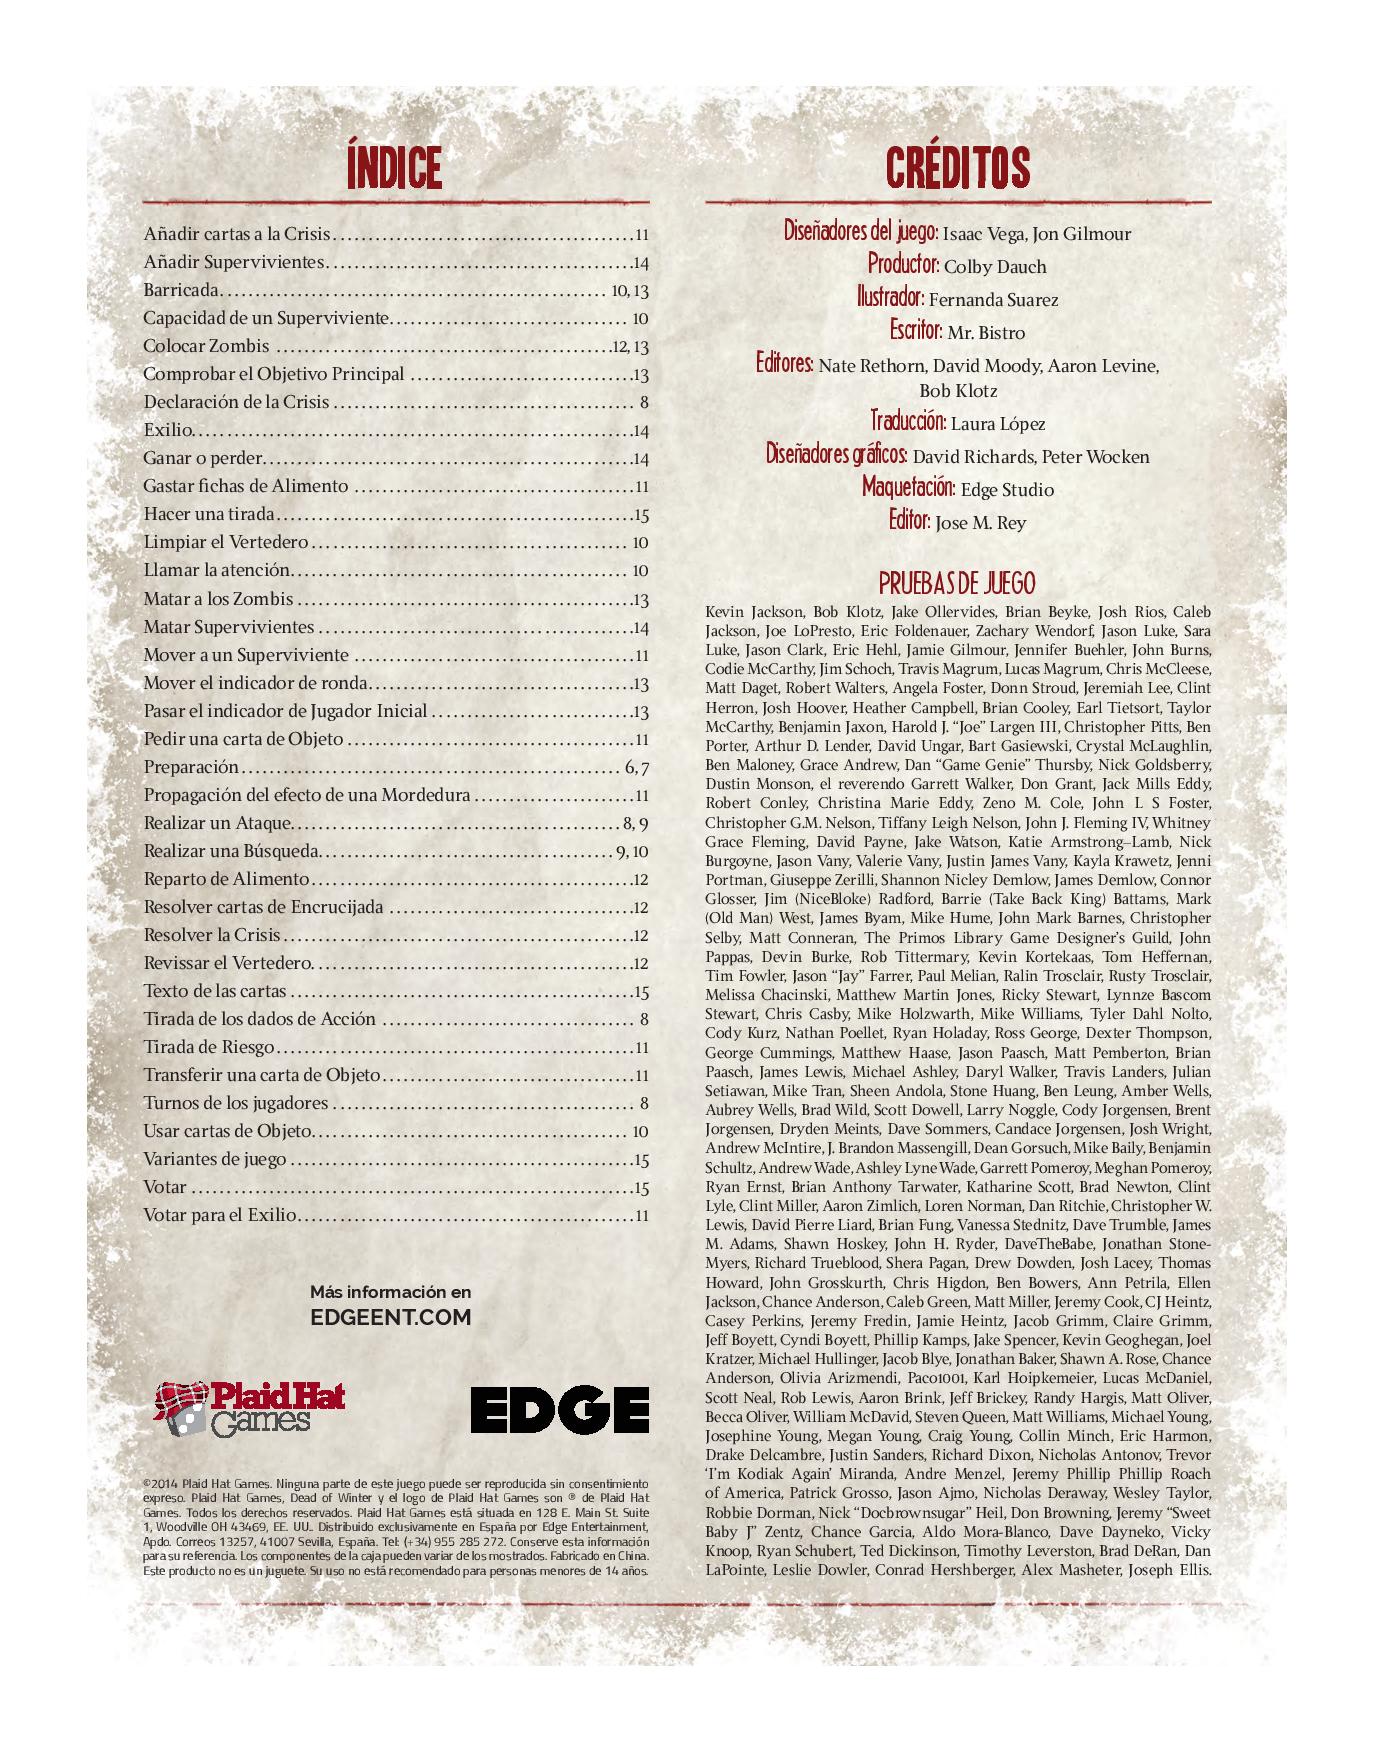 ÍNDICE
Añadir cartas a la Crisis......................................11
Añadir Supervivientes......................................14
Barricada...................................... 10, 13
Capacidad de un Superviviente...................................... 10
Colocar Zombis ......................................12, 13
Comprobar el Objetivo Principal ......................................13
Declaración de la Crisis ...................................... 8
Exilio......................................14
Ganar o perder......................................14
Gastar fichas de Alimento ......................................11
Hacer una tirada......................................15
Limpiar el Vertedero...................................... 10
Llamar la atención...................................... 10
Matar a los Zombis ......................................13
Matar Supervivientes ......................................14
Mover a un Superviviente ......................................11
Mover el indicador de ronda......................................13
Pasar el indicador de Jugador Inicial ......................................13
Pedir una carta de Objeto ......................................11
Preparación...................................... 6, 7
Propagación del efecto de una Mordedura ......................................11
Realizar un Ataque...................................... 8, 9
Realizar una Búsqueda...................................... 9, 10
Reparto de Alimento......................................12
Resolver cartas de Encrucijada ......................................12
Resolver la Crisis......................................12
Revissar el Vertedero......................................12
Texto de las cartas ......................................15
Tirada de los dados de Acción ...................................... 8
Tirada de Riesgo......................................11
Transferir una carta de Objeto......................................11
Turnos de los jugadores ...................................... 8
Usar cartas de Objeto...................................... 10
Variantes de juego ......................................15
Votar ......................................15
Votar para el Exilio......................................11
Más información en
EDGEENT.COM
Plaid Hat
Games
EDGE
©2014 Plaid Hat Games. Ninguna parte de este juego puede ser reproducida sin consentimiento
expreso. Plaid Hat Games, Dead of Winter y el logo de Plaid Hat Games son ® de Plaid Hat
Games. Todos los derechos reservados. Plaid Hat Games está situada en 128 E. Main St. Suite
1, Woodville OH 43469, EE. UU. Distribuido exclusivamente en España por Edge Entertainment,
Apdo. Correos 13257, 41007 Sevilla, España. Tel: (+34) 955 285 272. Conserve esta información
para su referencia. Los componentes de la caja pueden variar de los mostrados. Fabricado en China.
Este producto no es un juguete. Su uso no está recomendado para personas menores de 14 años.
CRÉDITOS
Diseñadores del juego: Isaac Vega, Jon Gilmour
Productor: Colby Dauch
Ilustrador: Fernanda Suarez
Escritor: Mr. Bistro
Editores: Nate Rethorn, David Moody, Aaron Levine,
Bob Klotz
Traducción: Laura López
Diseñadores gráficos: David Richards, Peter Wocken
Maquetación: Edge Studio
Editor: Jose M. Rey
PRUEBAS DE JUEGO
Kevin Jackson, Bob Klotz, Jake Ollervides, Brian Beyke, Josh Rios, Caleb
Jackson, Joe LoPresto, Eric Foldenauer, Zachary Wendorf, Jason Luke, Sara
Luke, Jason Clark, Eric Hehl, Jamie Gilmour, Jennifer Buehler, John Burns,
Codie McCarthy, Jim Schoch, Travis Magrum, Lucas Magrum, Chris McCleese,
Matt Daget, Robert Walters, Angela Foster, Donn Stroud, Jeremiah Lee, Clint
Herron, Josh Hoover, Heather Campbell, Brian Cooley, Earl Tietsort, Taylor
McCarthy, Benjamin Jaxon, Harold J. “Joe” Largen III, Christopher Pitts, Ben
Porter, Arthur D. Lender, David Ungar, Bart Gasiewski, Crystal McLaughlin,
Ben Maloney, Grace Andrew, Dan “Game Genie” Thursby, Nick Goldsberry,
Dustin Monson, el reverendo Garrett Walker, Don Grant, Jack Mills Eddy,
Robert Conley, Christina Marie Eddy, Zeno M. Cole, John L S Foster,
Christopher G.M. Nelson, Tiffany Leigh Nelson, John J. Fleming IV, Whitney
Grace Fleming, David Payne, Jake Watson, Katie Armstrong–Lamb, Nick
Burgoyne, Jason Vany, Valerie Vany, Justin James Vany, Kayla Krawetz, Jenni
Portman, Giuseppe Zerilli, Shannon Nicley Demlow, James Demlow, Connor
Glosser, Jim (NiceBloke) Radford, Barrie (Take Back King) Battams, Mark
(Old Man) West, James Byam, Mike Hume, John Mark Barnes, Christopher
Selby, Matt Conneran, The Primos Library Game Designer’s Guild, John
Pappas, Devin Burke, Rob Tittermary, Kevin Kortekaas, Tom Heffernan,
Tim Fowler, Jason “Jay” Farrer, Paul Melian, Ralin Trosclair, Rusty Trosclair,
Melissa Chacinski, Matthew Martin Jones, Ricky Stewart, Lynnze Bascom
Stewart, Chris Casby, Mike Holzwarth, Mike Williams, Tyler Dahl Nolto,
Cody Kurz, Nathan Poellet, Ryan Holaday, Ross George, Dexter Thompson,
George Cummings, Matthew Haase, Jason Paasch, Matt Pemberton, Brian
Paasch, James Lewis, Michael Ashley, Daryl Walker, Travis Landers, Julian
Setiawan, Mike Tran, Sheen Andola, Stone Huang, Ben Leung, Amber Wells,
Aubrey Wells, Brad Wild, Scott Dowell, Larry Noggle, Cody Jorgensen, Brent
Jorgensen, Dryden Meints, Dave Sommers, Candace Jorgensen, Josh Wright,
Andrew McIntire, J. Brandon Massengill, Dean Gorsuch, Mike Baily, Benjamin
Schultz, Andrew Wade, Ashley Lyne Wade, Garrett Pomeroy, Meghan Pomeroy,
Ryan Ernst, Brian Anthony Tarwater, Katharine Scott, Brad Newton, Clint
Lyle, Clint Miller, Aaron Zimlich, Loren Norman, Dan Ritchie, Christopher W.
Lewis, David Pierre Liard, Brian Fung, Vanessa Stednitz, Dave Trumble, James
M. Adams, Shawn Hoskey, John H. Ryder, DaveTheBabe, Jonathan Stone-
Myers, Richard Trueblood, Shera Pagan, Drew Dowden, Josh Lacey, Thomas
Howard, John Grosskurth, Chris Higdon, Ben Bowers, Ann Petrila, Ellen
Jackson, Chance Anderson, Caleb Green, Matt Miller, Jeremy Cook, CJ Heintz,
Casey Perkins, Jeremy Fredin, Jamie Heintz, Jacob Grimm, Claire Grimm,
Jeff Boyett, Cyndi Boyett, Phillip Kamps, Jake Spencer, Kevin Geoghegan, Joel
Kratzer, Michael Hullinger, Jacob Blye, Jonathan Baker, Shawn A. Rose, Chance
Anderson, Olivia Arizmendi, Paco1001, Karl Hoipkemeier, Lucas McDaniel,
Scott Neal, Rob Lewis, Aaron Brink, Jeff Brickey, Randy Hargis, Matt Oliver,
Becca Oliver, William McDavid, Steven Queen, Matt Williams, Michael Young,
Josephine Young, Megan Young, Craig Young, Collin Minch, Eric Harmon,
Drake Delcambre, Justin Sanders, Richard Dixon, Nicholas Antonov, Trevor
‘I’m Kodiak Again’ Miranda, Andre Menzel, Jeremy Phillip Phillip Roach
of America, Patrick Grosso, Jason Ajmo, Nicholas Deraway, Wesley Taylor,
Robbie Dorman, Nick “Docbrownsugar” Heil, Don Browning, Jeremy “Sweet
Baby J” Zentz, Chance Garcia, Aldo Mora-Blanco, Dave Dayneko, Vicky
Knoop, Ryan Schubert, Ted Dickinson, Timothy Leverston, Brad DeRan, Dan
LaPointe, Leslie Dowler, Conrad Hershberger, Alex Masheter, Joseph Ellis.